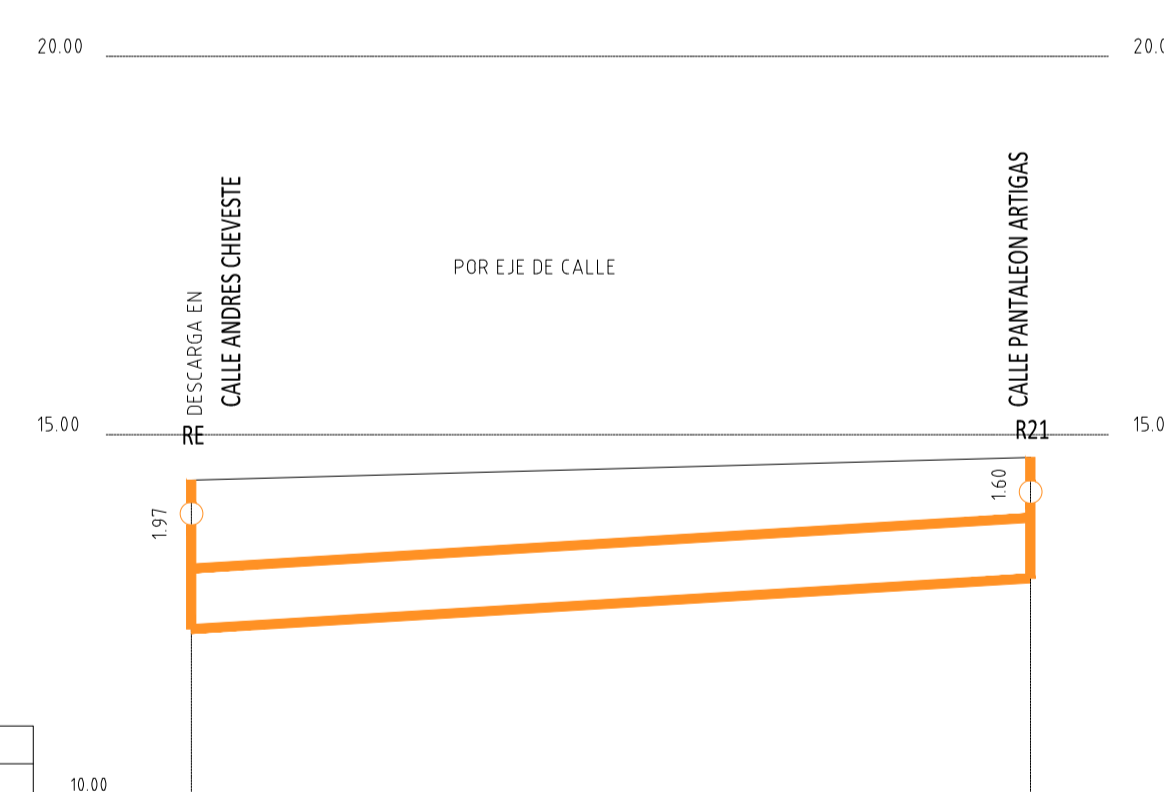 20.00
20.0
DESCARGA EN
CALLE ANDRES CHEVESTE
POR EJE DE CALLE
CALLE PANTALEON ARTIGAS
15.00
15.0
RE
R21
1.97
1.60
10.00